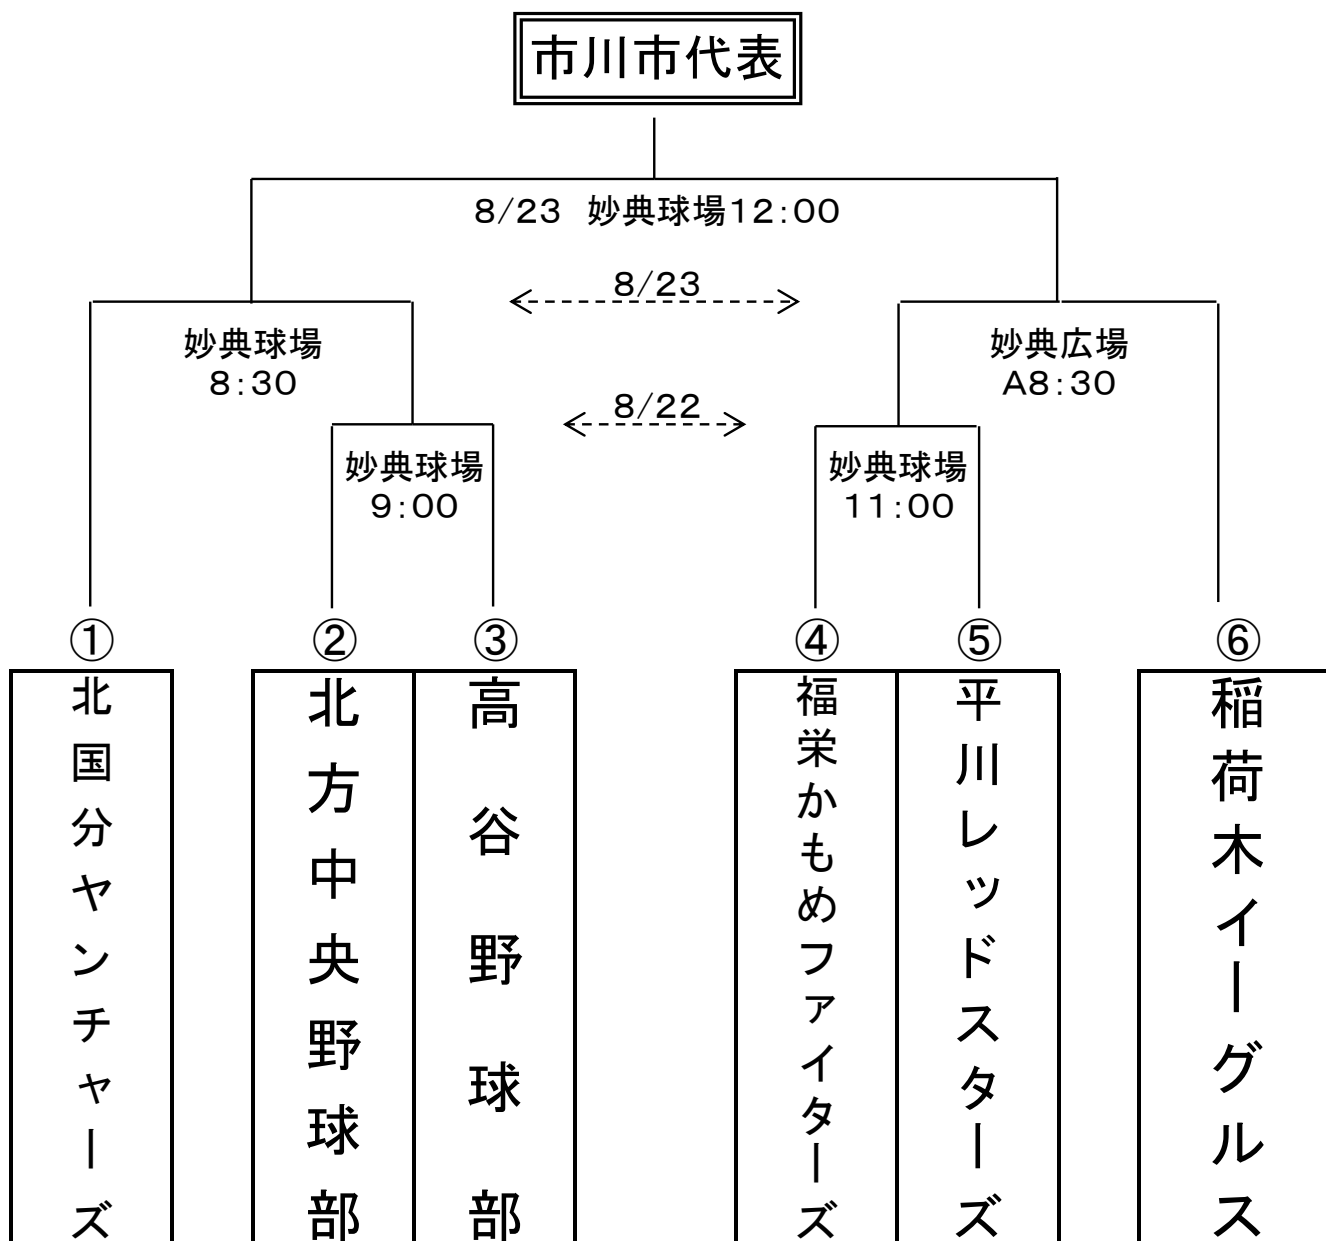 市川市代表
8/23 妙典球場12:00
8/23
妙典球場
8:30
妙典広場
A8:30
8/22
妙典球場
9:00
妙典球場
11:00
①
②
③
④
⑤
⑥
北国分ヤンチャーズ
北方中央野球部
高谷野球部
福栄かもめファイターズ
平川レッドスターズ
稲荷木イーグルス